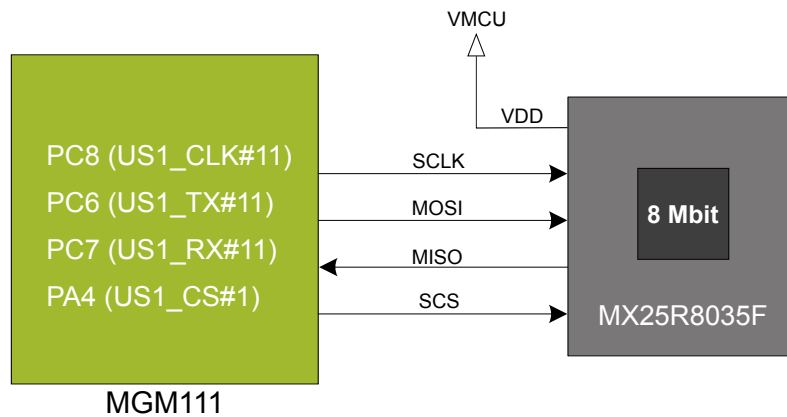 VMCU
VDD
PC8 (US1_CLK#11)
SCLK
PC6 (US1_TX#11)
MOSI
8 Mbit
PC7 (US1_RX#11)
MISO
PA4 (US1_CS#1)
SCS
MX25R8035F
MGM111